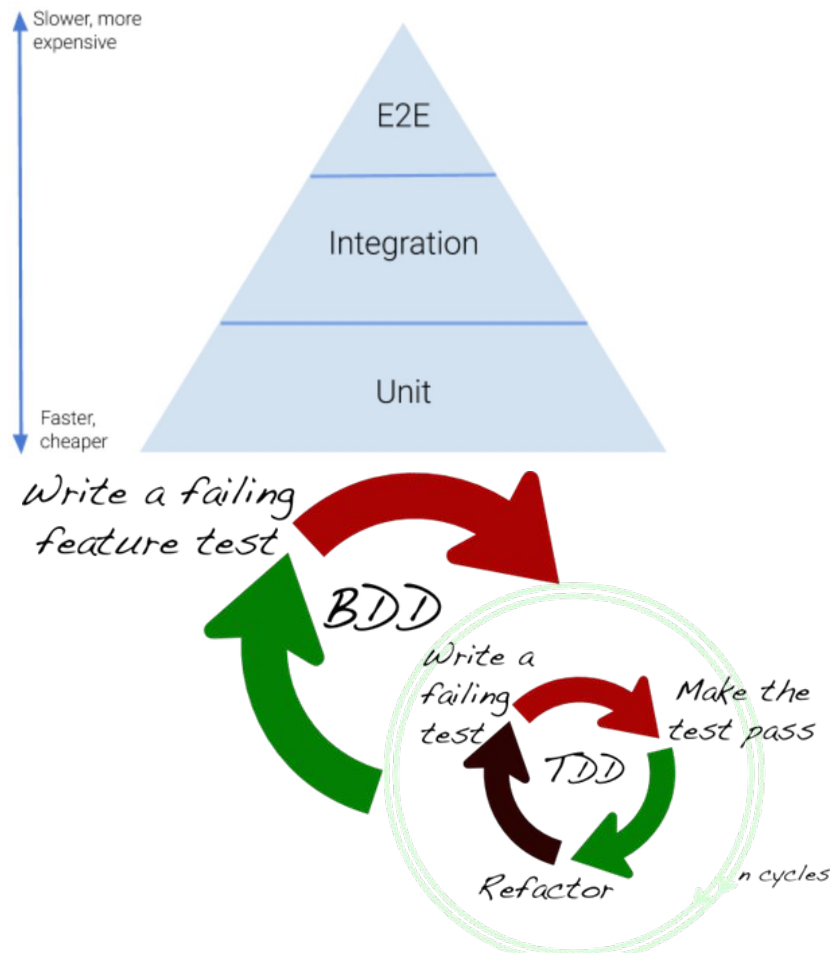 Slower, more
expensive
E2E
Integration
Unit
Faster,
cheaper
Write a failing
feature test
BDD
Write a
failing
test
Make the
test pass
TDD
Refactor
n cycles